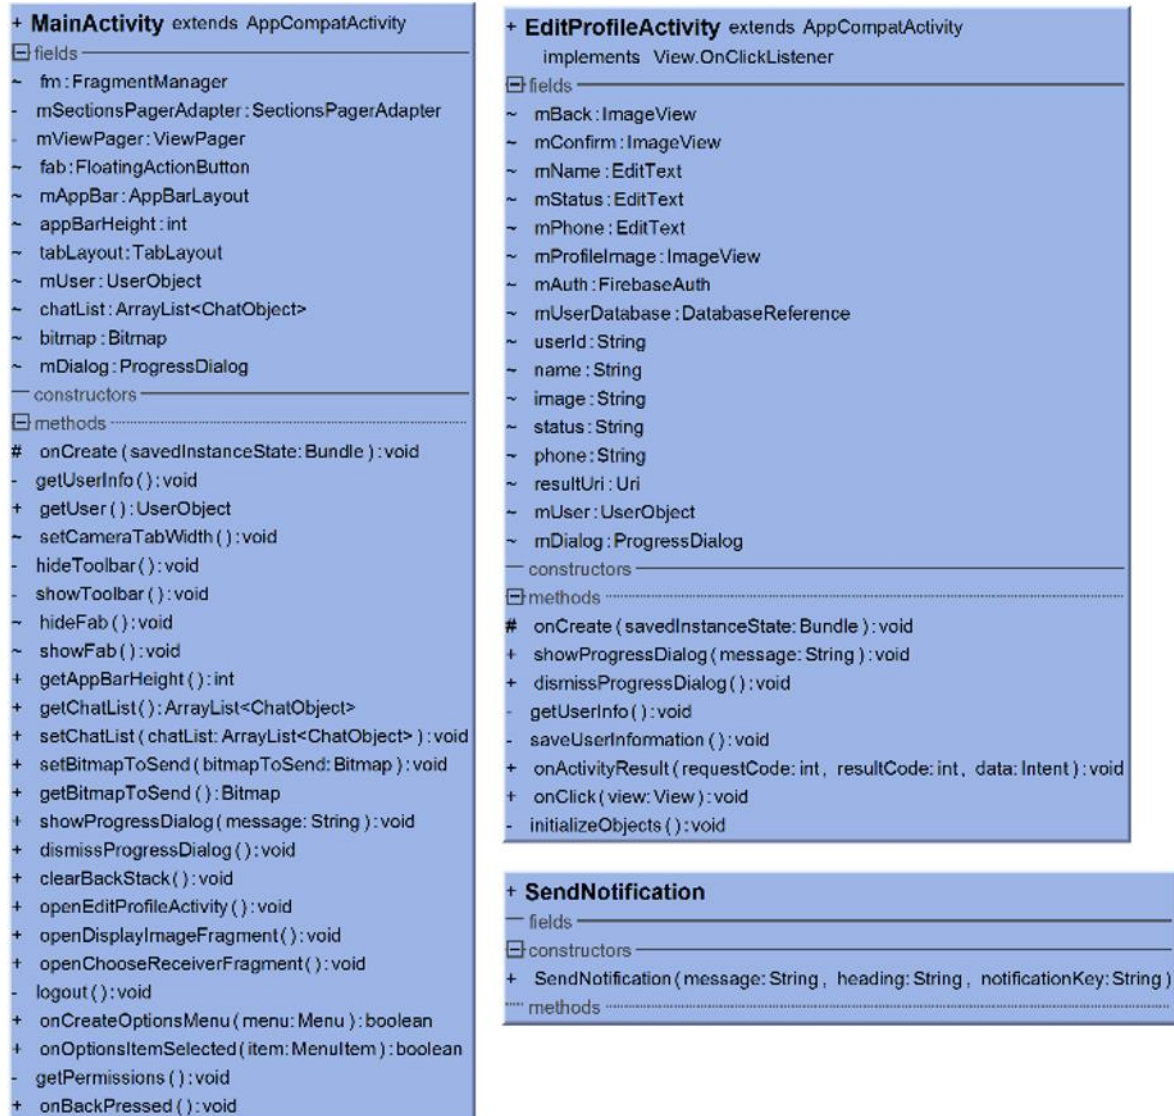 + MainActivity extends AppCompatActivity
fields
~ fm : FragmentManager
- mSectionsPagerAdapter : SectionsPagerAdapter
- mViewPager : ViewPager
~ fab : FloatingActionButton
~ mAppBar : AppBarLayout
~ appBarHeight : int
~ tabLayout : TabLayout
~ mUser : UserObject
~ chatList : ArrayList<ChatObject>
~ bitmap : Bitmap
~ mDialog : ProgressDialog
constructors
methods
# onCreate ( savedInstanceState: Bundle ) : void
- getUserInfo ( ) : void
+ getUser ( ) : UserObject
~ setCameraTabWidth ( ) : void
- hideToolbar ( ) : void
- showToolbar ( ) : void
~ hideFab ( ) : void
~ showFab ( ) : void
+ getAppBarHeight ( ) : int
+ getChatList ( ) : ArrayList<ChatObject>
+ setChatList ( chatList: ArrayList<ChatObject> ) : void
+ setBitmapToSend ( bitmapToSend: Bitmap ) : void
+ getBitmapToSend ( ) : Bitmap
+ showProgressDialog ( message: String ) : void
+ dismissProgressDialog ( ) : void
+ clearBackStack ( ) : void
+ openEditProfileActivity ( ) : void
+ openDisplayImageFragment ( ) : void
+ openChooseReceiverFragment ( ) : void
- logout ( ) : void
+ onCreateOptionsMenu ( menu: Menu ) : boolean
+ onOptionsItemSelected ( item: MenuItem ) : boolean
- getPermissions ( ) : void
+ onBackPressed ( ) : void
+ EditProfileActivity extends AppCompatActivity
implements View.OnClickListener
fields
~ mBack : ImageView
~ mConfirm : ImageView
~ mName : EditText
~ mStatus : EditText
~ mPhone : EditText
~ mProfileImage : ImageView
~ mAuth : FirebaseAuth
~ mUserDatabase : DatabaseReference
~ userId : String
~ name : String
~ image : String
~ status : String
~ phone : String
~ resultUri : Uri
~ mUser : UserObject
~ mDialog : ProgressDialog
constructors
methods
# onCreate ( savedInstanceState: Bundle ) : void
+ showProgressDialog ( message: String ) : void
+ dismissProgressDialog ( ) : void
- getUserInfo ( ) : void
- saveUserInformation ( ) : void
+ onActivityResult ( requestCode: int , resultCode: int , data: Intent ) : void
+ onClick ( view: View ) : void
- initializeObjects ( ) : void
+ SendNotification
fields
constructors
+ SendNotification ( message: String , heading: String , notificationKey: String )
methods